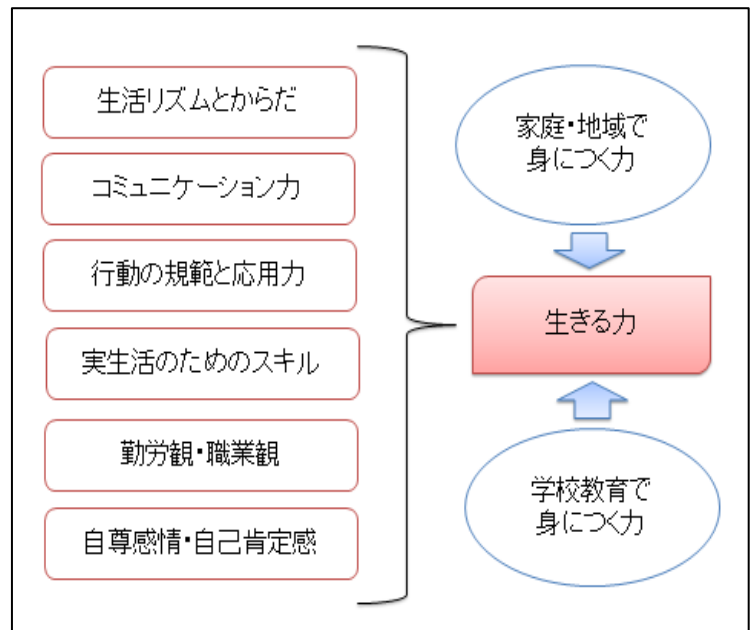 生活リズムとからだ
コミュニケーション力
行動の規範と応用力
実生活のためのスキル
勤労観・職業観
自尊感情・自己肯定感
家庭・地域で
身につく力
生きる力
学校教育で
身につく力